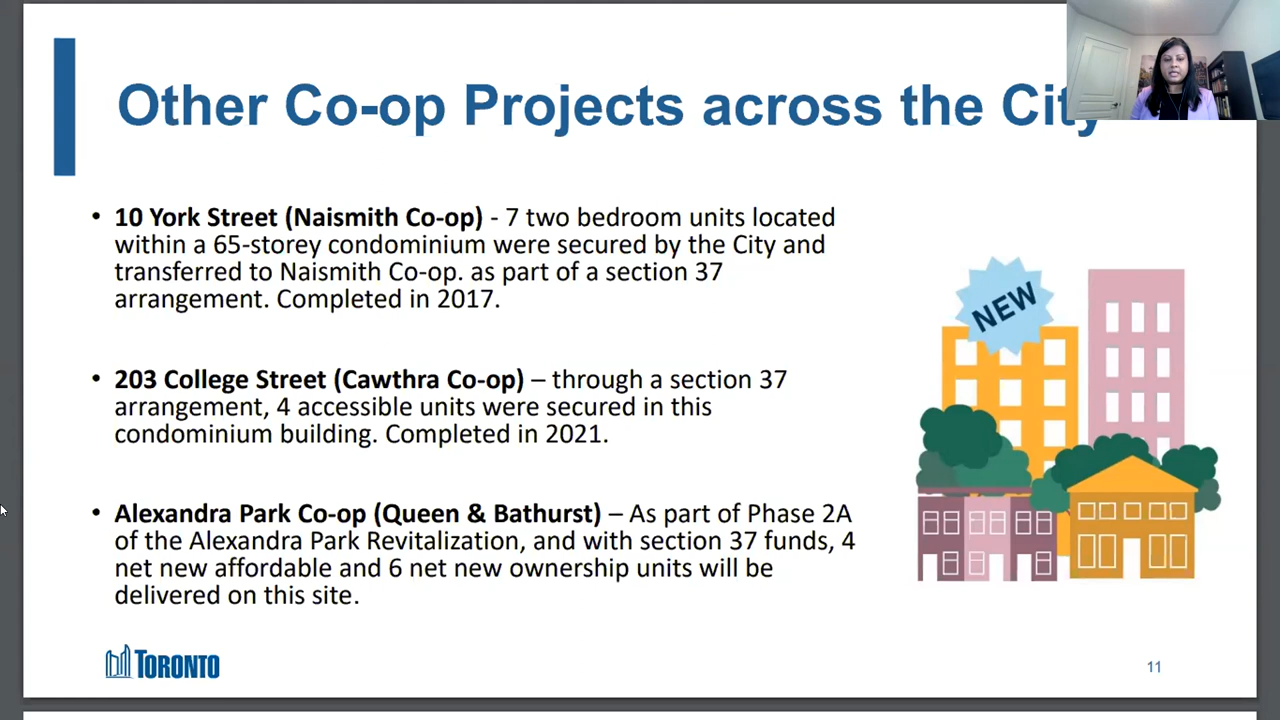 Other Co-op Projects across the City
• 10 York Street (Naismith Co-op) - 7 two bedroom units located
within a 65-storey condominium were secured by the City and
transferred to Naismith Co-op. as part of a section 37
arrangement. Completed in 2017.
• 203 College Street (Cawthra Co-op) – through a section 37
arrangement, 4 accessible units were secured in this
condominium building. Completed in 2021.
• Alexandra Park Co-op (Queen & Bathurst) – As part of Phase 2A
of the Alexandra Park Revitalization, and with section 37 funds, 4
net new affordable and 6 net new ownership units will be
delivered on this site.
NEW
TORONTO
11